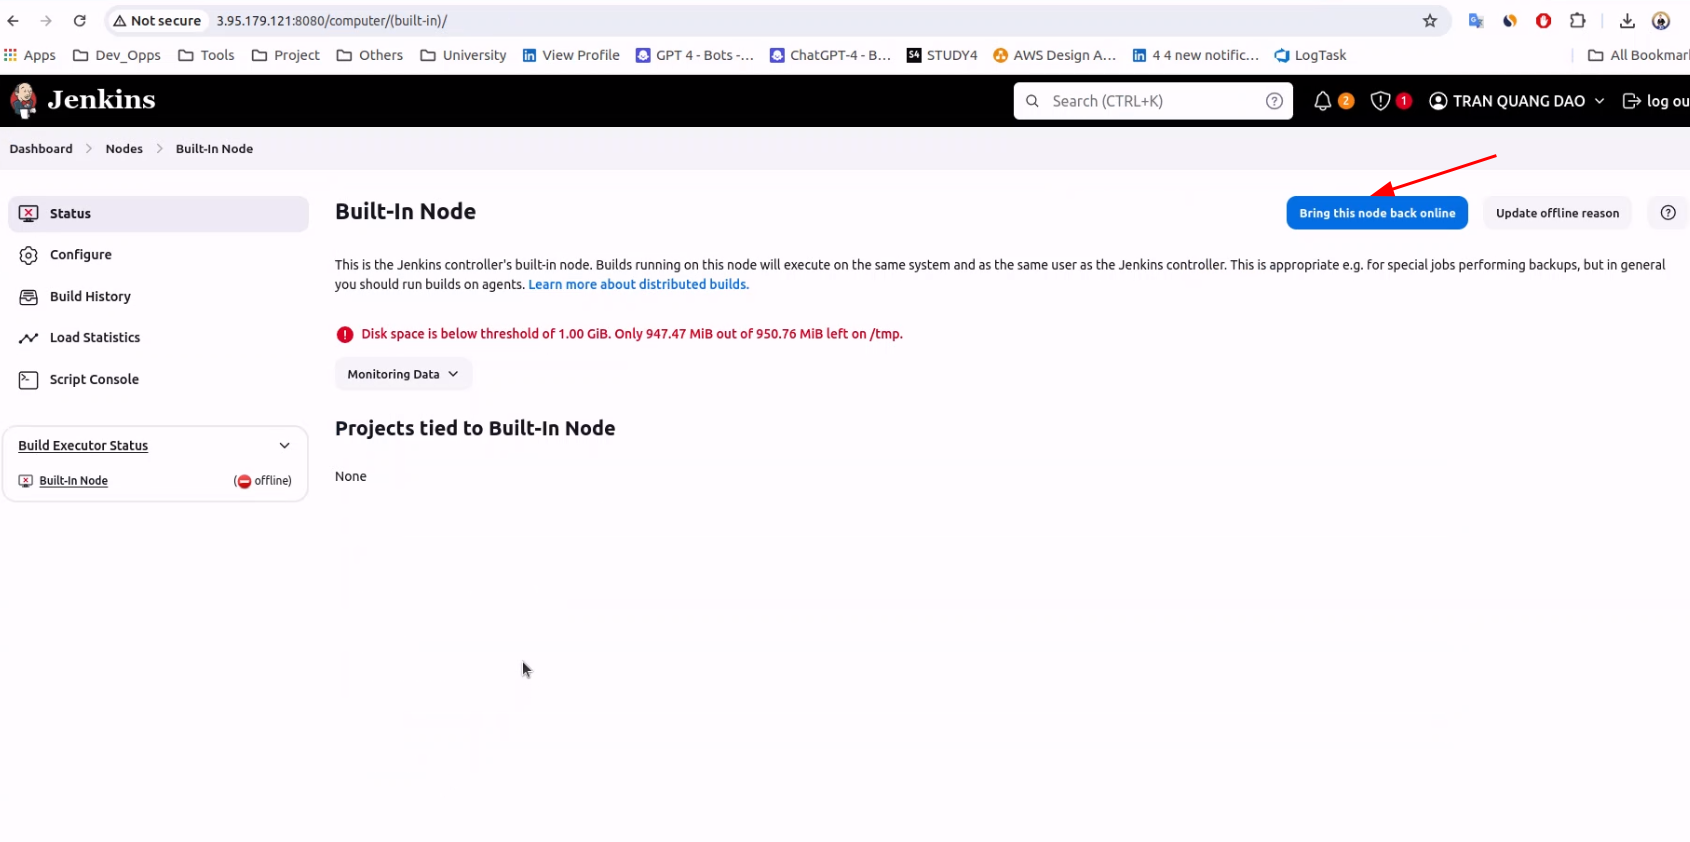 Not secure 3.95.179.121:8080/computer/(built-in)/
Apps Dev_Opps Tools Project Others University View Profile GPT 4 - Bots -... ChatGPT-4 - B... S4 STUDY4 AWS Design A... 4 4 new notific... LogTask All Bookmar
Jenkins Search (CTRL+K) 2 1 TRAN QUANG DAO log ou
Dashboard Nodes Built-In Node
Status
Configure
Build History
Load Statistics
Script Console
Build Executor Status
Built-In Node (offline)
Built-In Node
Bring this node back online Update offline reason
This is the Jenkins controller's built-in node. Builds running on this node will execute on the same system and as the same user as the Jenkins controller. This is appropriate e.g. for special jobs performing backups, but in general
you should run builds on agents. Learn more about distributed builds.
Disk space is below threshold of 1.00 GiB. Only 947.47 MiB out of 950.76 MiB left on /tmp.
Monitoring Data
Projects tied to Built-In Node
None